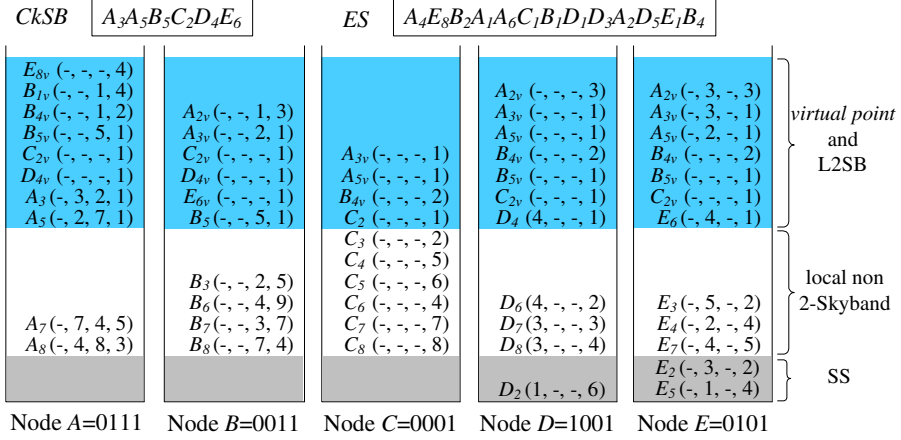 CkSB A₃A₅B₅C₂D₄E₆ ES A₄E₈B₂A₁A₆C₁B₁D₁D₃A₂D₅E₁B₄
E₈ᵥ (-, -, -, 4)
B₁ᵥ (-, -, 1, 4)
B₄ᵥ (-, -, 1, 2)
B₅ᵥ (-, -, 5, 1)
C₂ᵥ (-, -, -, 1)
D₄ᵥ (-, -, -, 1)
A₃ (-, 3, 2, 1)
A₅ (-, 2, 7, 1)
A₇ (-, 7, 4, 5)
A₈ (-, 4, 8, 3)
Node A=0111
A₂ᵥ (-, -, 1, 3)
A₃ᵥ (-, -, 2, 1)
C₂ᵥ (-, -, -, 1)
D₄ᵥ (-, -, -, 1)
E₆ᵥ (-, -, -, 1)
B₅ (-, -, 5, 1)
B₃ (-, -, 2, 5)
B₆ (-, -, 4, 9)
B₇ (-, -, 3, 7)
B₈ (-, -, 7, 4)
Node B=0011
A₃ᵥ (-, -, -, 1)
A₅ᵥ (-, -, -, 1)
B₄ᵥ (-, -, -, 2)
C₂ (-, -, -, 1)
C₃ (-, -, -, 2)
C₄ (-, -, -, 5)
C₅ (-, -, -, 6)
C₆ (-, -, -, 4)
C₇ (-, -, -, 7)
C₈ (-, -, -, 8)
Node C=0001
A₂ᵥ (-, -, -, 3)
A₃ᵥ (-, -, -, 1)
A₅ᵥ (-, -, -, 1)
B₄ᵥ (-, -, -, 2)
B₅ᵥ (-, -, -, 1)
C₂ᵥ (-, -, -, 1)
D₄ (4, -, -, 1)
D₆ (4, -, -, 2)
D₇ (3, -, -, 3)
D₈ (3, -, -, 4)
D₂ (1, -, -, 6)
Node D=1001
A₂ᵥ (-, 3, -, 3)
A₃ᵥ (-, 3, -, 1)
A₅ᵥ (-, 2, -, 1)
B₄ᵥ (-, -, -, 2)
B₅ᵥ (-, -, -, 1)
C₂ᵥ (-, -, -, 1)
E₆ (-, 4, -, 1)
E₃ (-, 5, -, 2)
E₄ (-, 2, -, 4)
E₇ (-, 4, -, 5)
E₂ (-, 3, -, 2)
E₅ (-, 1, -, 4)
Node E=0101
virtual point
and
L2SB
local non
2-Skyband
SS